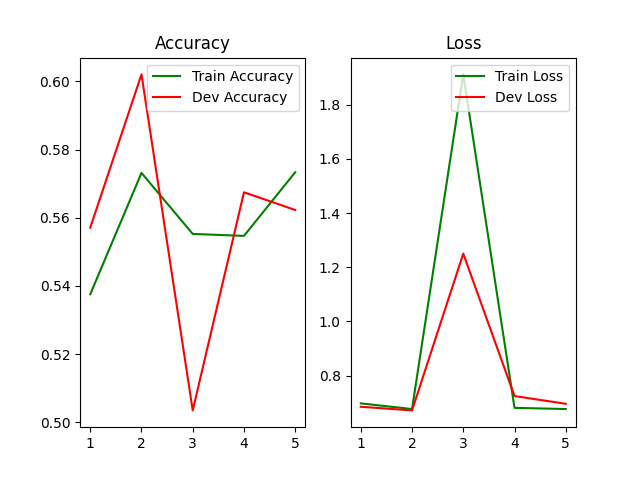 Accuracy
Train Accuracy
Dev Accuracy
0.60
0.58
0.56
0.54
0.52
0.50
1 2 3 4 5
Loss
Train Loss
Dev Loss
1.8
1.6
1.4
1.2
1.0
0.8
1 2 3 4 5